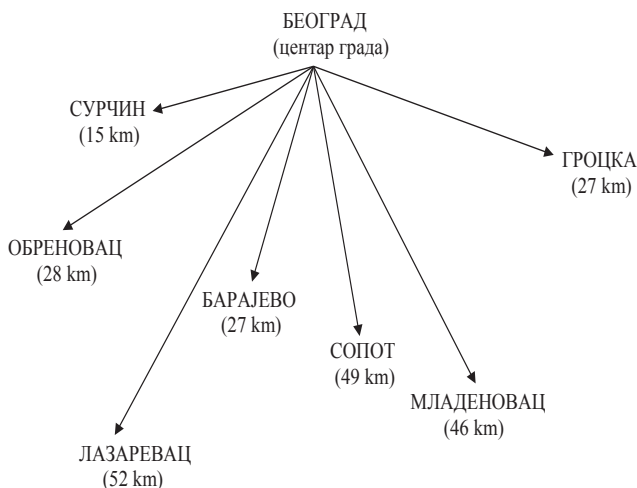 БЕОГРАД
(центар града)
СУРЧИН
(15 km)
ГРОЦКА
(27 km)
ОБРЕНОВАЦ
(28 km)
БАРАЈЕВО
(27 km)
СОПОТ
(49 km)
МЛАДЕНОВАЦ
(46 km)
ЛАЗАРЕВАЦ
(52 km)